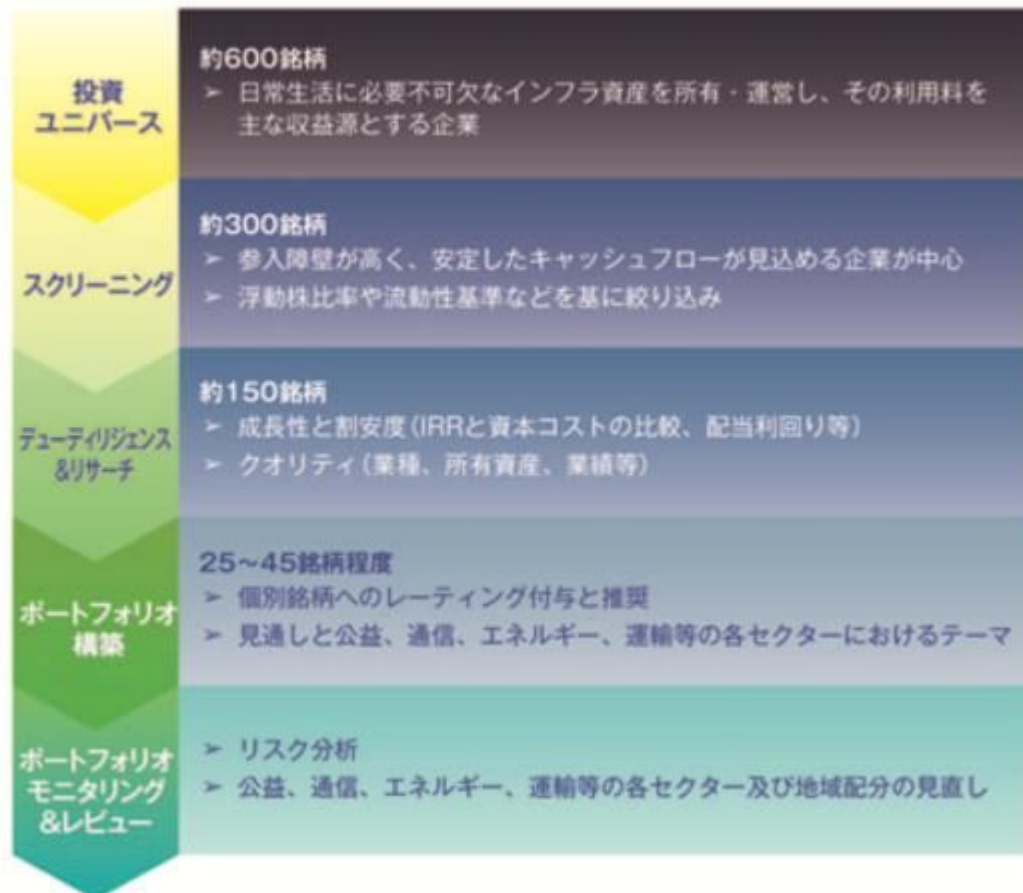 投資
ユニバース
約600銘柄
➢ 日常生活に必要不可欠なインフラ資産を所有・運営し、その利用料を
主な収益源とする企業
スクリーニング
約300銘柄
➢ 参入障壁が高く、安定したキャッシュフローが見込める企業が中心
➢ 浮動株比率や流動性基準などを基に絞り込み
デューディリジェンス
&リサーチ
約150銘柄
➢ 成長性と割安度(IRRと資本コストの比較、配当利回り等)
➢ クオリティ(業種、所有資産、業績等)
ポートフォリオ
構築
25～45銘柄程度
➢ 個別銘柄へのレーティング付与と推奨
➢ 見通しと公益、通信、エネルギー、運輸等の各セクターにおけるテーマ
ポートフォリオ
モニタリング
&レビュー
➢ リスク分析
➢ 公益、通信、エネルギー、運輸等の各セクター及び地域配分の見直し